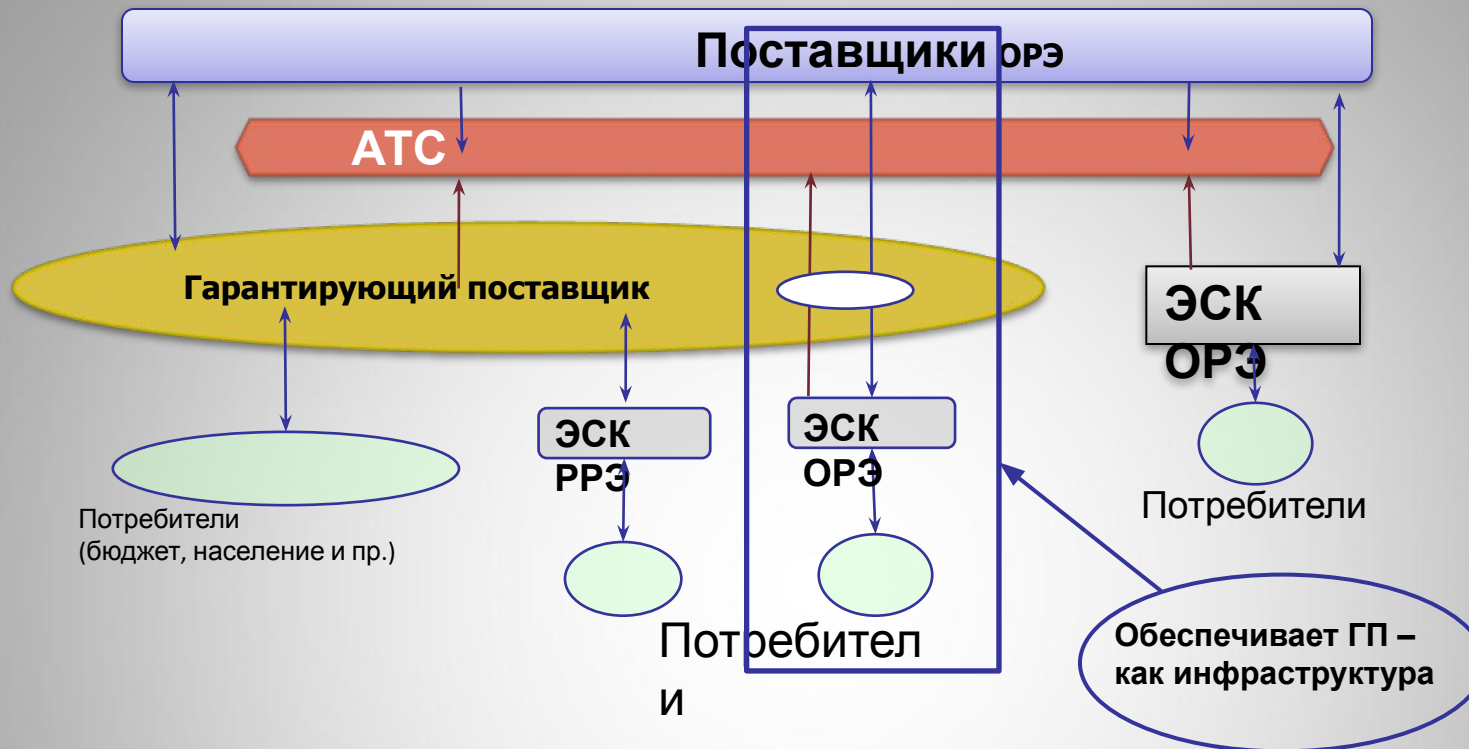 Поставщики ОРЭ
АТС
Гарантирующий поставщик
ЭСК
ОРЭ
ЭСК
РРЭ
ЭСК
ОРЭ
Потребители
Потребители
(бюджет, население и пр.)
Потребител
и
Обеспечивает ГП –
как инфраструктура